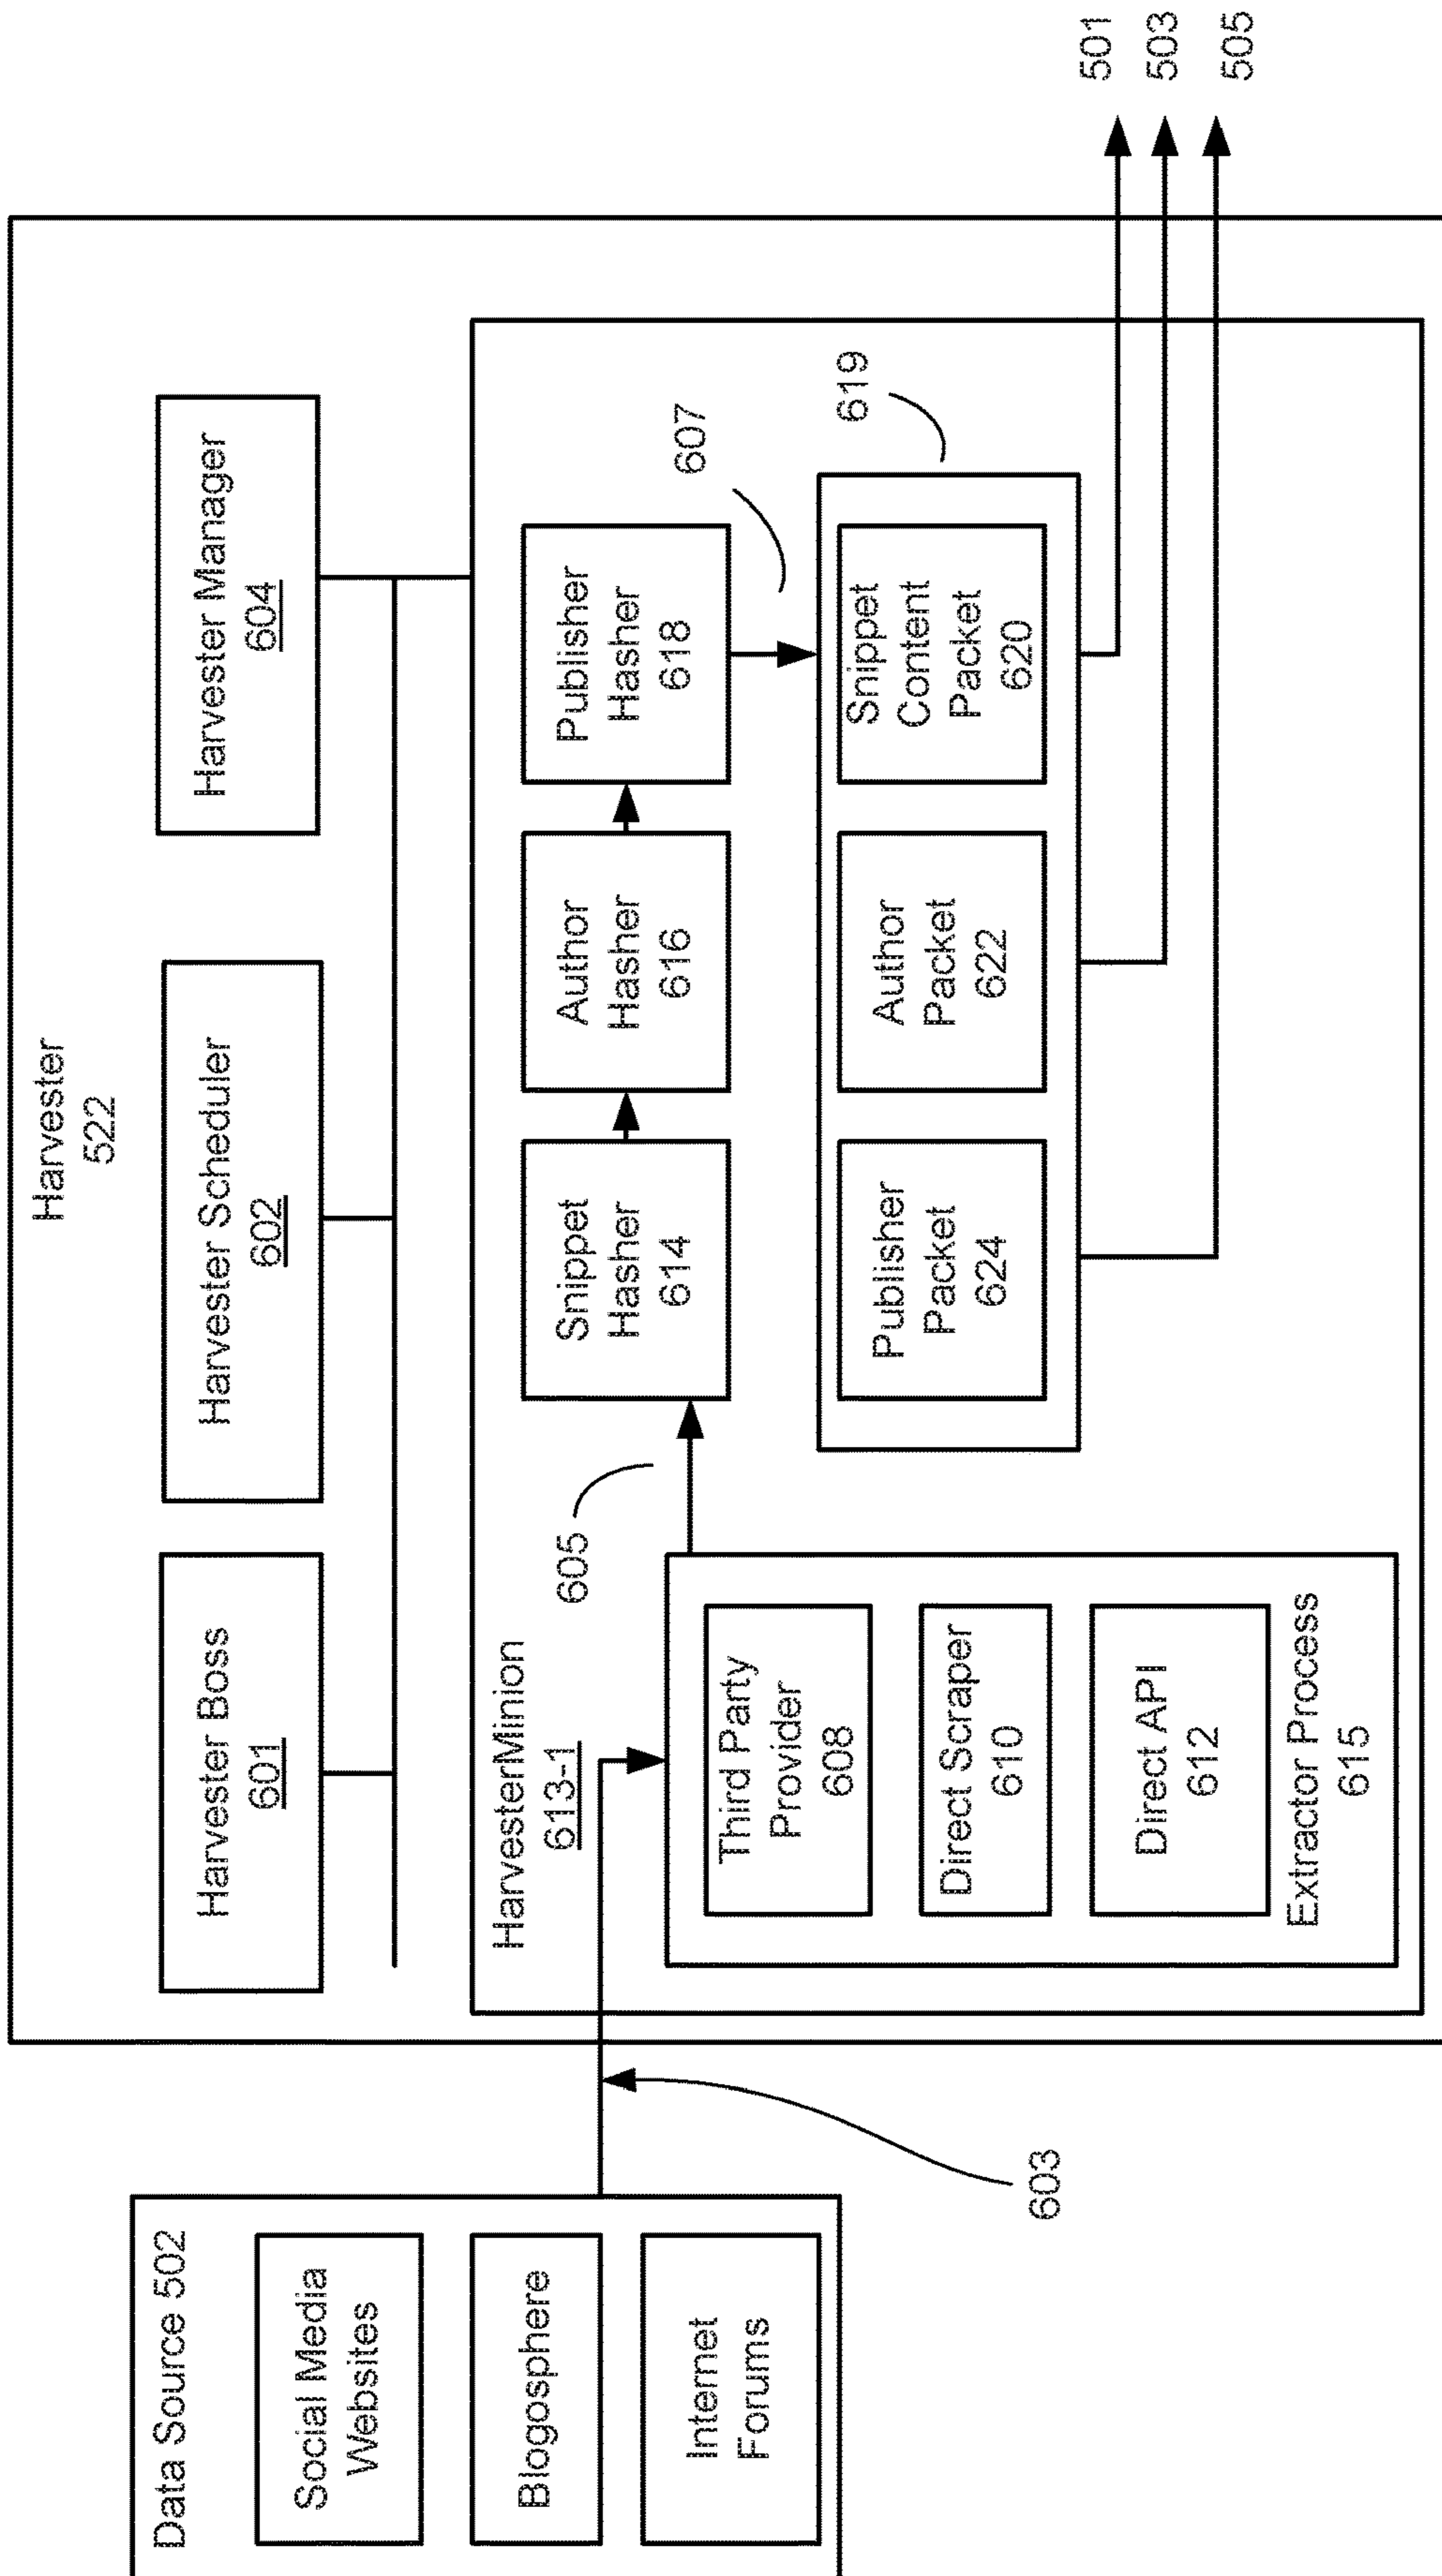 Harvester
522
Harvester Boss
601
Harvester Scheduler
602
Harvester Manager
604
Data Source 502
Social Media
Websites
Blogosphere
Internet
Forums
603
HarvesterMinion
613-1
Third Party
Provider
608
Direct Scraper
610
Direct API
612
Extractor Process
615
605
Snippet
Hasher
614
Author
Hasher
616
Publisher
Hasher
618
607
619
Publisher
Packet
624
Author
Packet
622
Snippet
Content
Packet
620
501
503
505